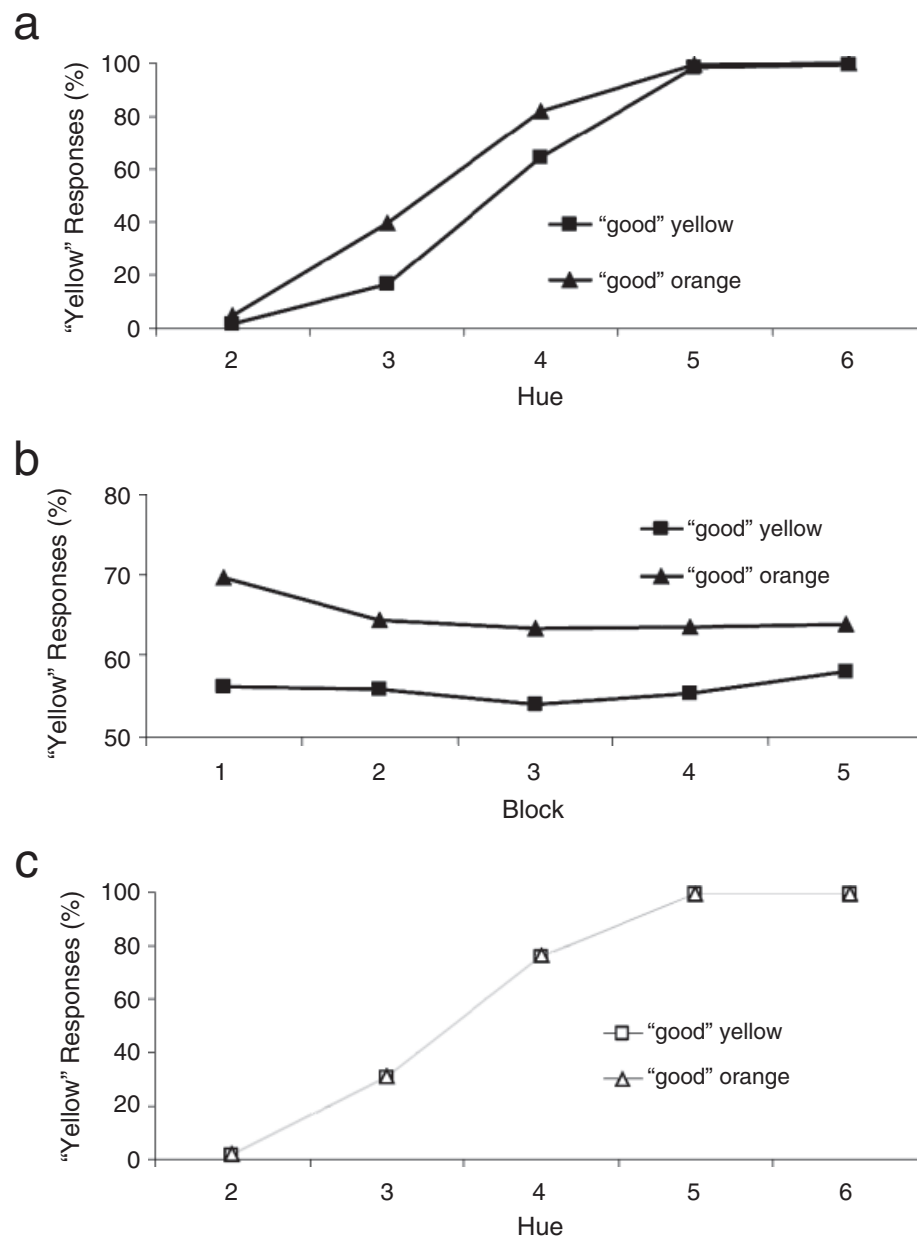 a
"Yellow" Responses (%)
100
80
60
40
20
0
"good" yellow
"good" orange
2 3 4 5 6
Hue
b
"Yellow" Responses (%)
80
70
60
50
"good" yellow
"good" orange
1 2 3 4 5
Block
c
"Yellow" Responses (%)
100
80
60
40
20
0
"good" yellow
"good" orange
2 3 4 5 6
Hue